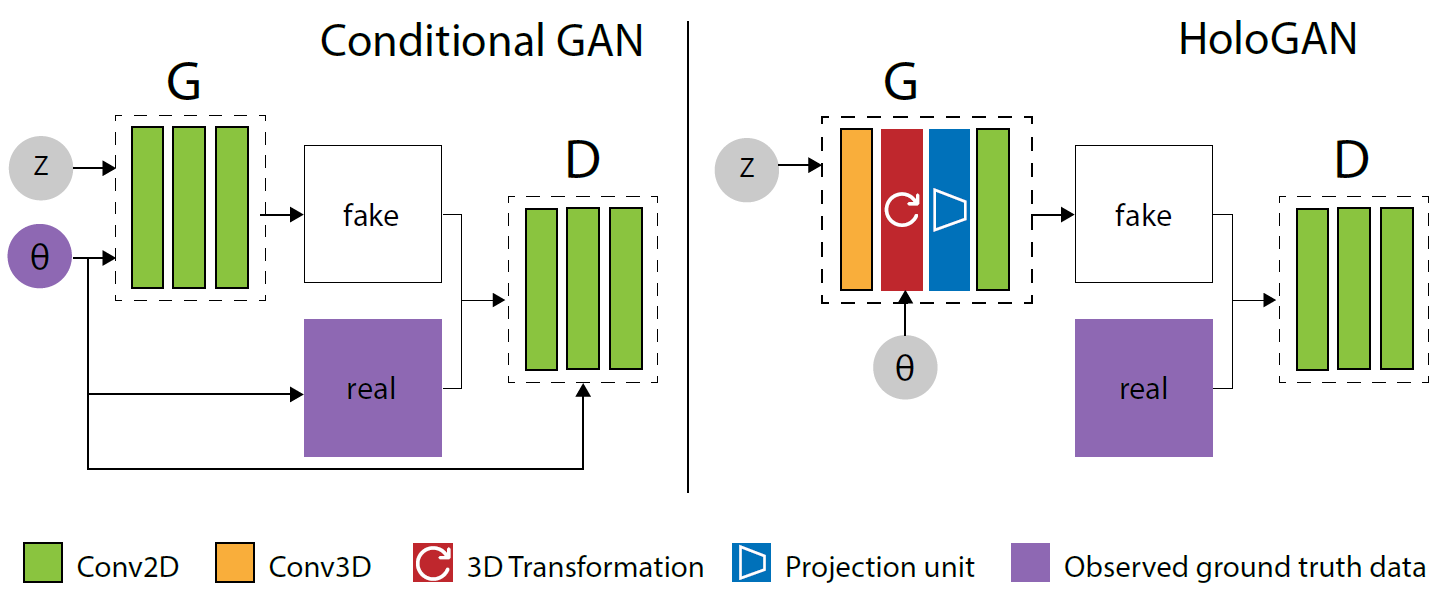 Conditional GAN
G
z
θ
fake
real
D
HoloGAN
G
z
θ
fake
real
D
Conv2D
Conv3D
3D Transformation
Projection unit
Observed ground truth data